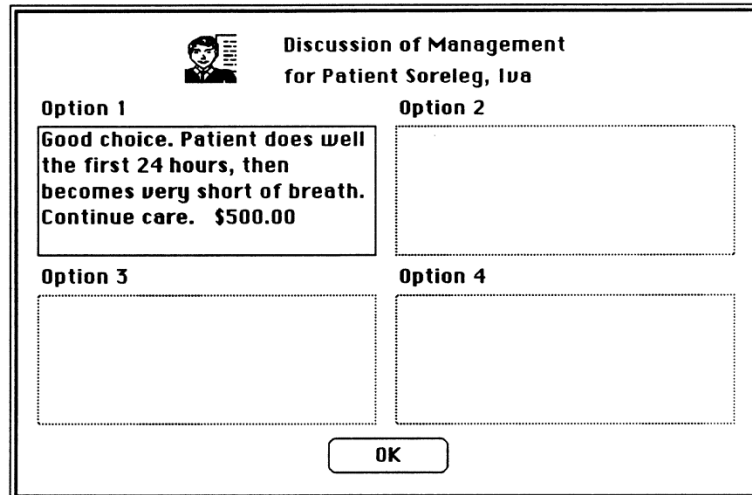 Discussion of Management
for Patient Soreleg, Iva
Option 1
Good choice. Patient does well
the first 24 hours, then
becomes very short of breath.
Continue care. $500.00
Option 2
Option 3
Option 4
OK